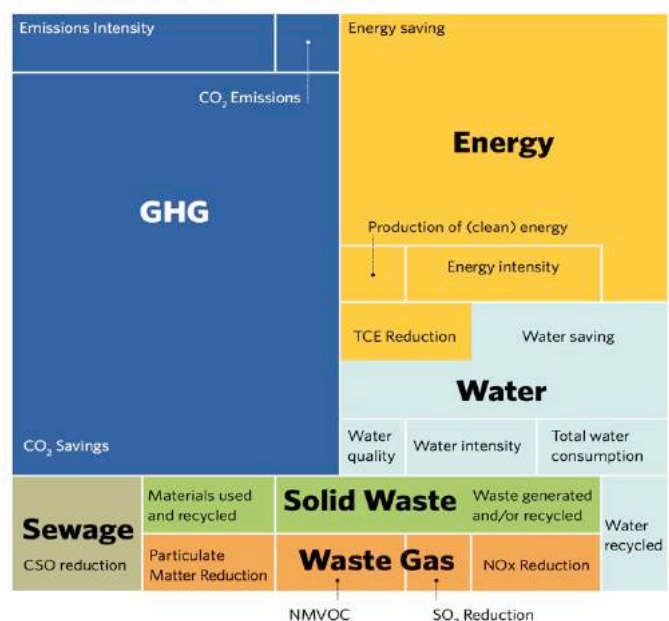 Emissions Intensity
Energy saving
CO₂ Emissions
Energy
GHG
Production of (clean) energy
Energy intensity
TCE Reduction
Water saving
Water
CO₂ Savings
Water
quality
Water intensity
Total water
consumption
Sewage
CSO reduction
Materials used
and recycled
Solid Waste
Waste generated
and/or recycled
Water
recycled
Particulate
Matter Reduction
Waste Gas
NOx Reduction
NMVOC
SOₓ Reduction